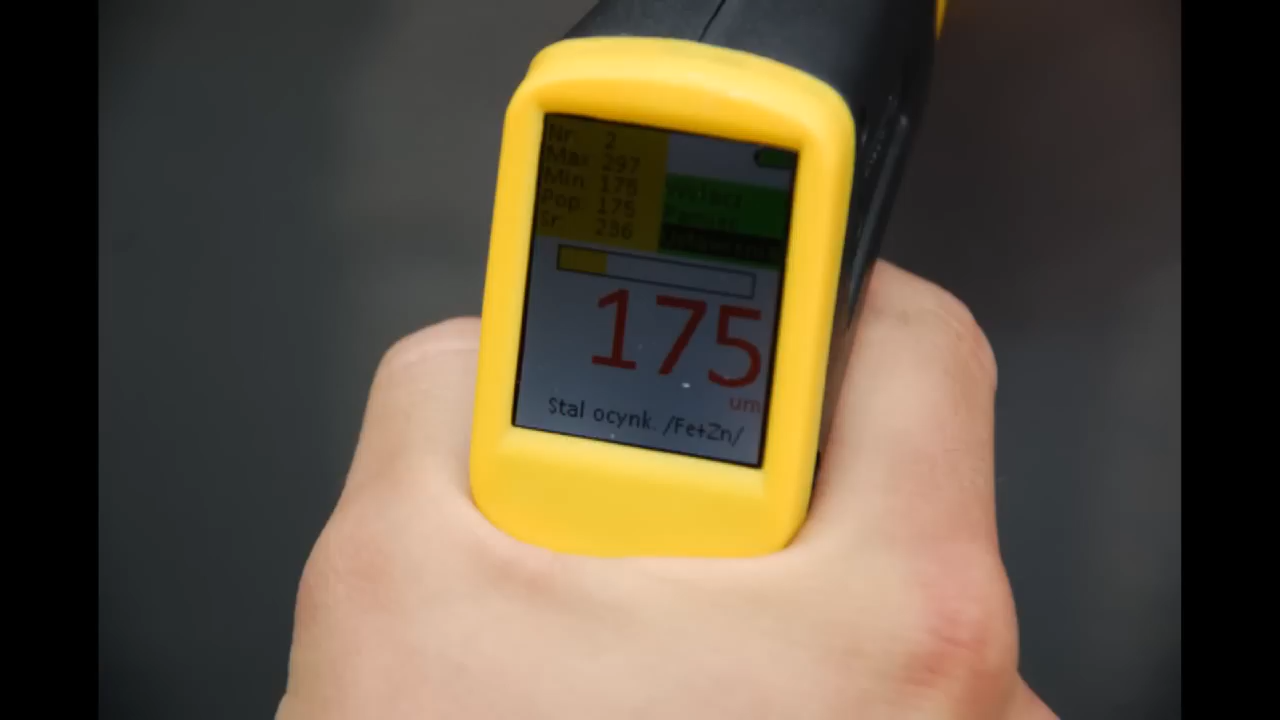 Nr: 2
Max 297
Min 175
Pop: 175
Śr: 236
175
um
Stal ocynk. /Fe+Zn/